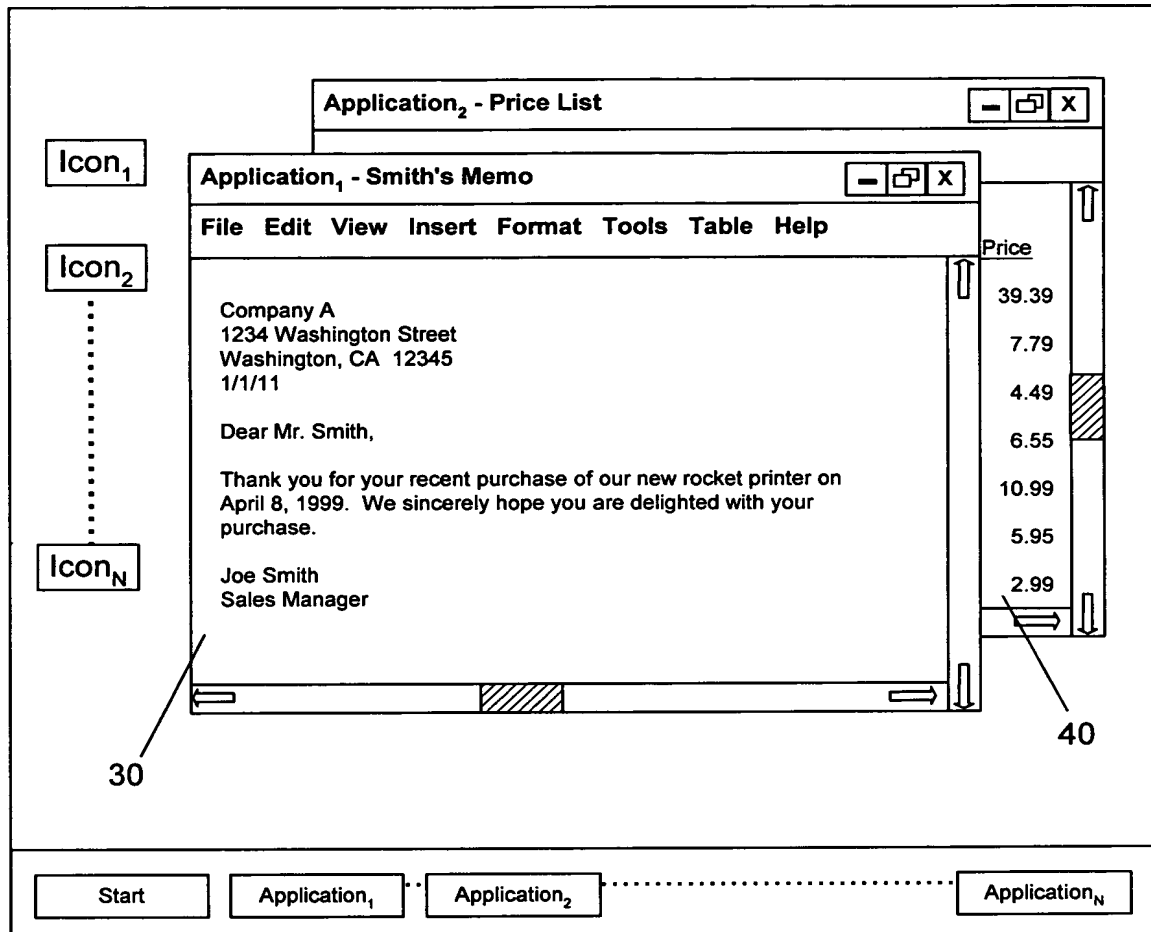 Application₂ - Price List
Icon₁
Application₁ - Smith's Memo
File Edit View Insert Format Tools Table Help
Icon₂
Price
39.39
7.79
4.49
6.55
10.99
5.95
2.99
Company A
1234 Washington Street
Washington, CA 12345
1/1/11
Dear Mr. Smith,
Thank you for your recent purchase of our new rocket printer on
April 8, 1999. We sincerely hope you are delighted with your
purchase.
Joe Smith
Sales Manager
Icon_N
30
40
Start
Application₁
Application₂
Application_N